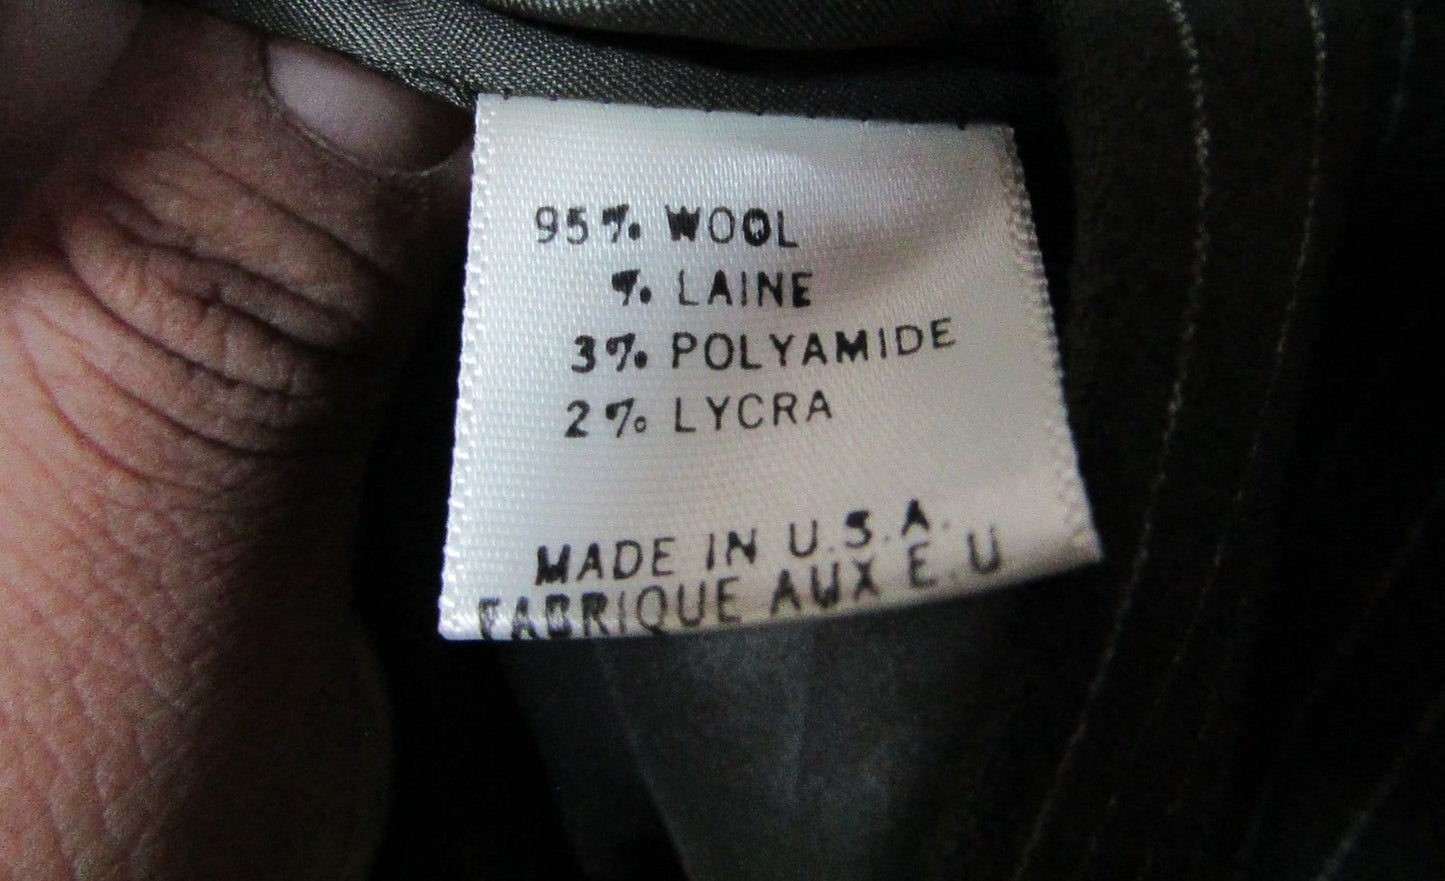 95% WOOL
% LAINE
3% POLYAMIDE
2% LYCRA
MADE IN U.S.A.
FABRIQUE AUX E.U